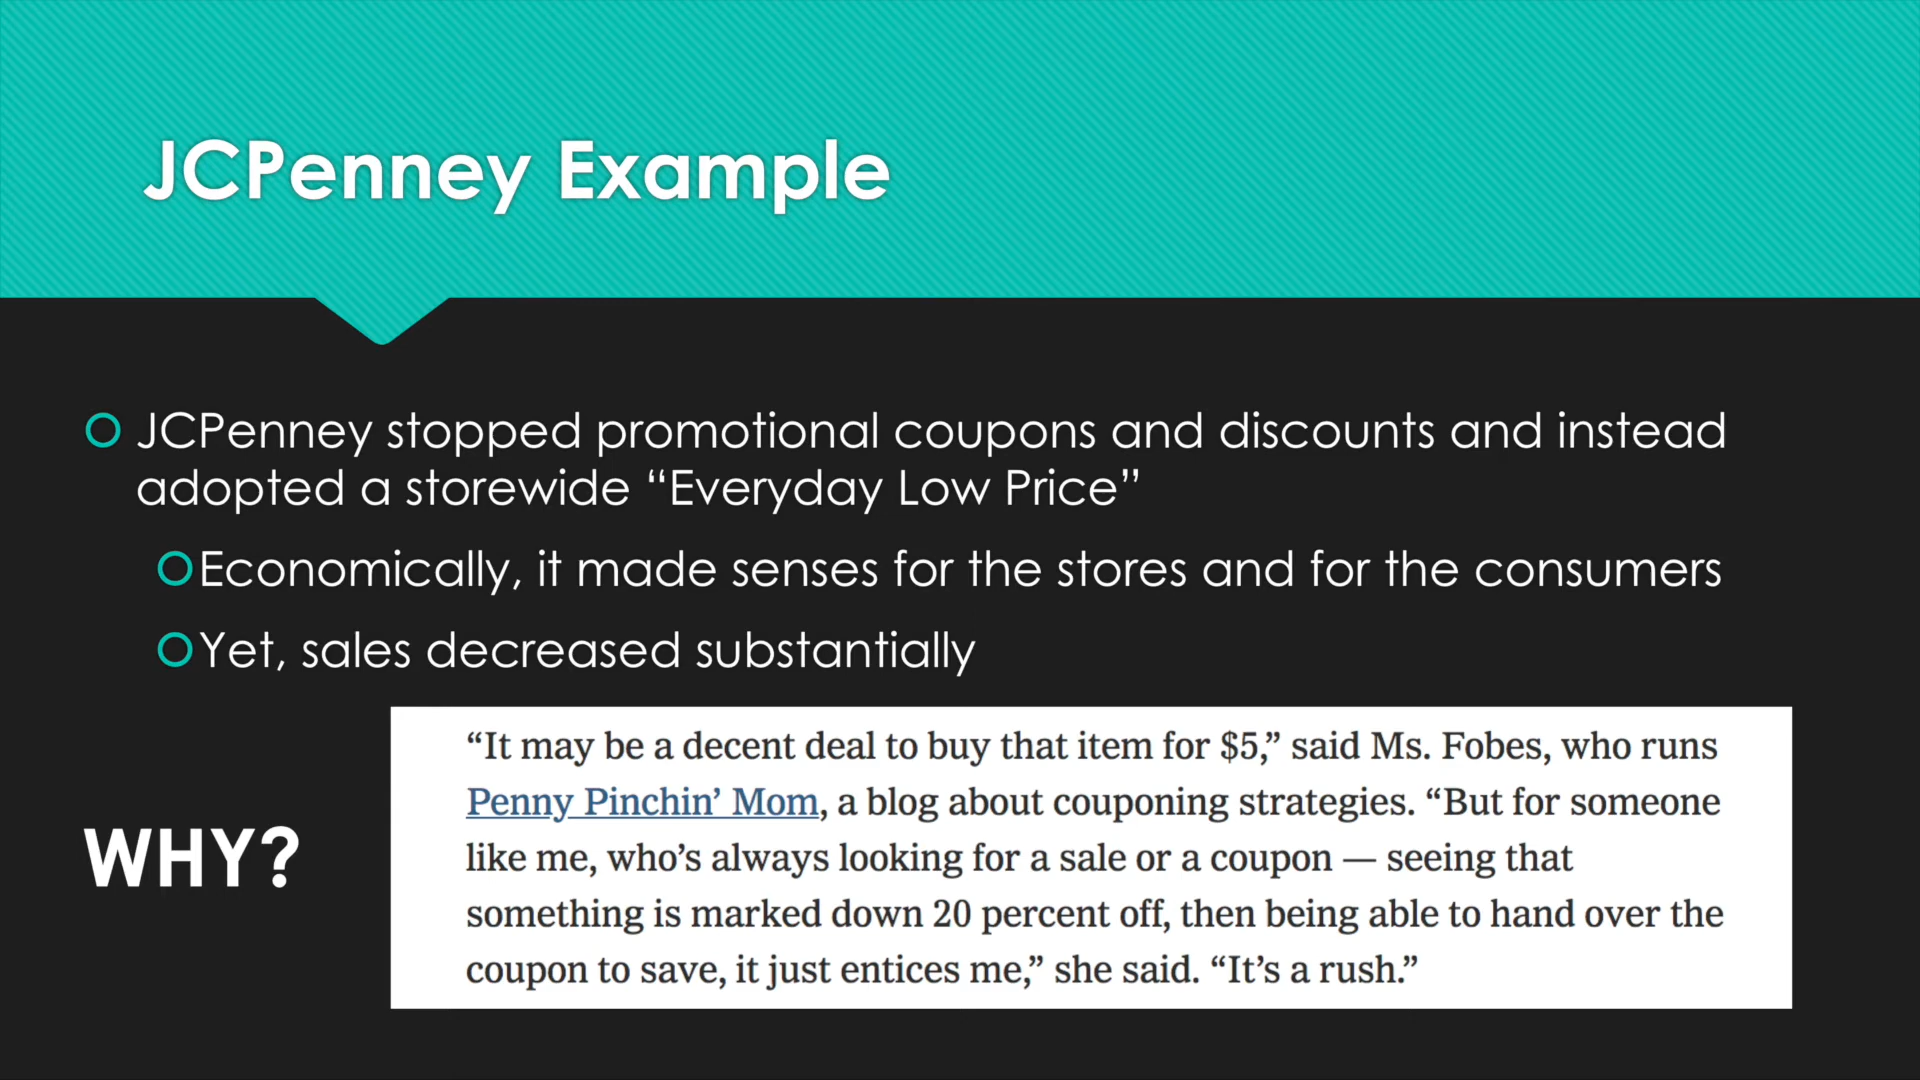 JCPenney Example
JCPenney stopped promotional coupons and discounts and instead
adopted a storewide “Everyday Low Price”
Economically, it made senses for the stores and for the consumers
Yet, sales decreased substantially
WHY?
“It may be a decent deal to buy that item for $5,” said Ms. Fobes, who runs
Penny Pinchin’ Mom, a blog about couponing strategies. “But for someone
like me, who’s always looking for a sale or a coupon — seeing that
something is marked down 20 percent off, then being able to hand over the
coupon to save, it just entices me,” she said. “It’s a rush.”